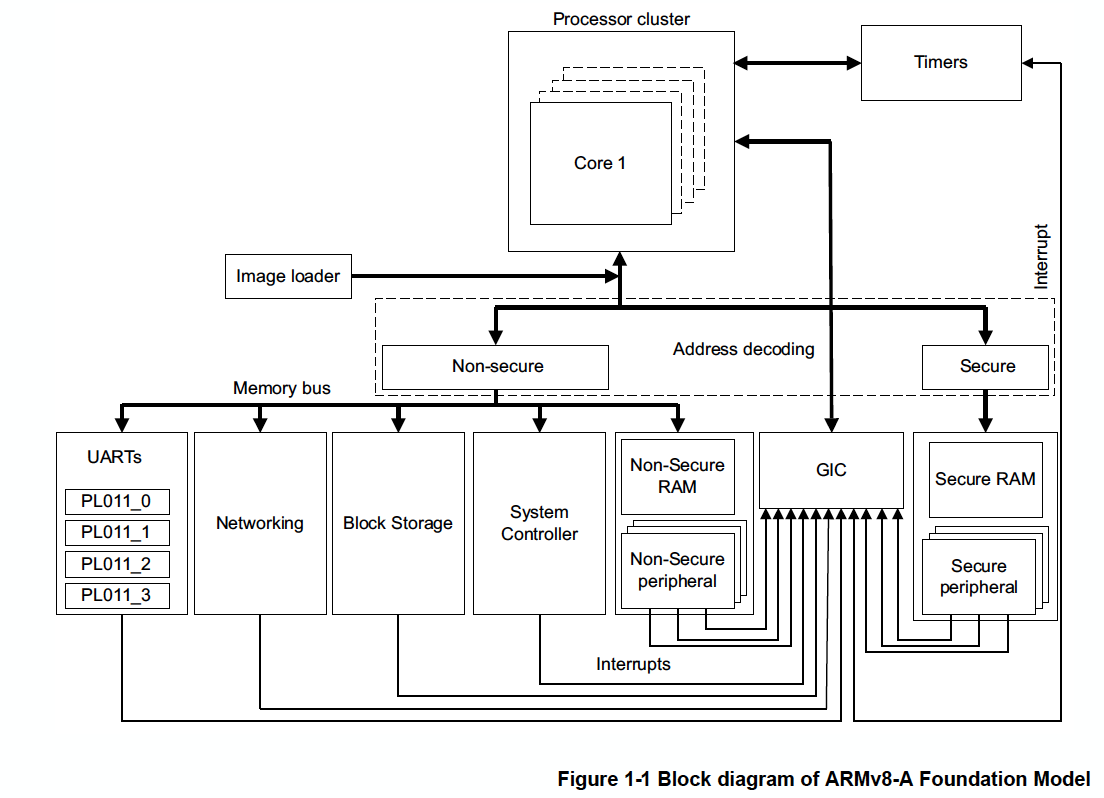 Processor cluster
Timers
Core 1
Interrupt
Image loader
Address decoding
Non-secure
Secure
Memory bus
UARTs
PL011_0
PL011_1
PL011_2
PL011_3
Networking
Block Storage
System
Controller
Non-Secure
RAM
Non-Secure
peripheral
GIC
Secure RAM
Secure
peripheral
Interrupts
Figure 1-1 Block diagram of ARMv8-A Foundation Model